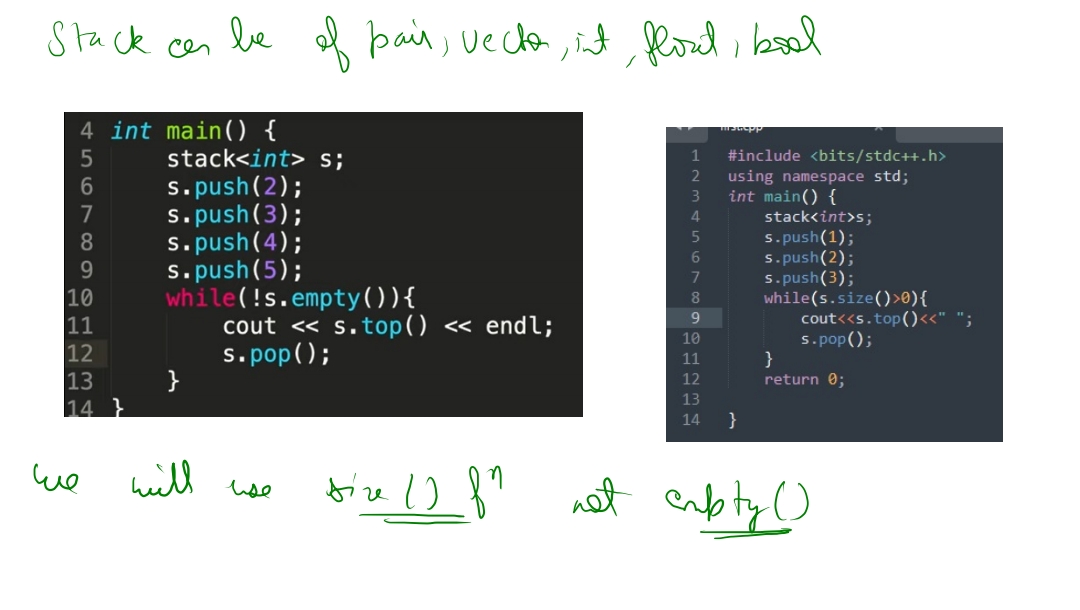 Stack can be of pair, vector, int, float, bool
4 int main() {
5 stack<int> s;
6 s.push(2);
7 s.push(3);
8 s.push(4);
9 s.push(5);
10 while(!s.empty()){
11 cout << s.top() << endl;
12 s.pop();
13 }
14 }
1 #include <bits/stdc++.h>
2 using namespace std;
3 int main() {
4 stack<int>s;
5 s.push(1);
6 s.push(2);
7 s.push(3);
8 while(s.size()>0){
9 cout<<s.top()<<" ";
10 s.pop();
11 }
12 return 0;
13
14 }
we will use size() fⁿ not empty()